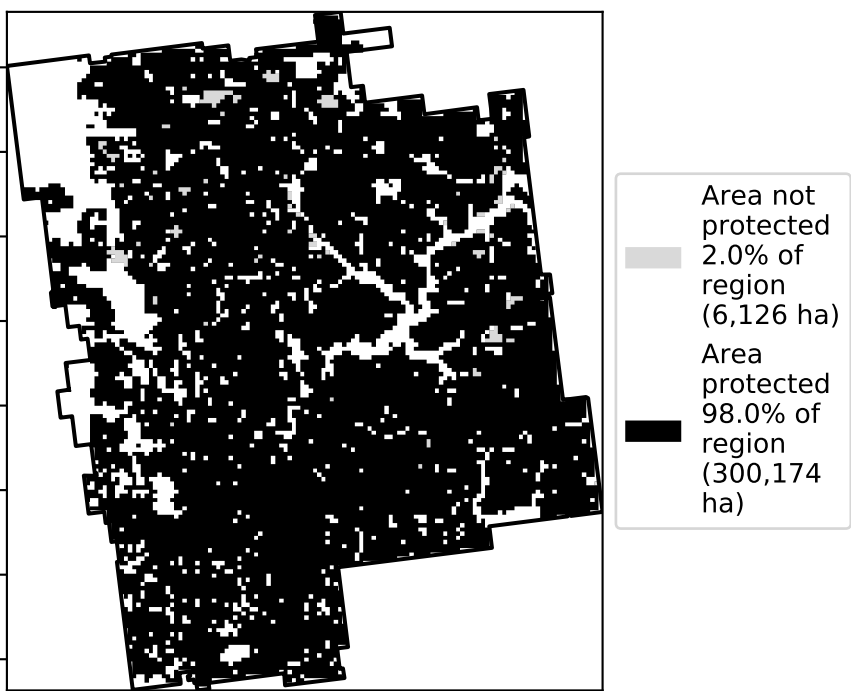 Area not
protected
2.0% of
region
(6,126 ha)
Area
protected
98.0% of
region
(300,174
ha)